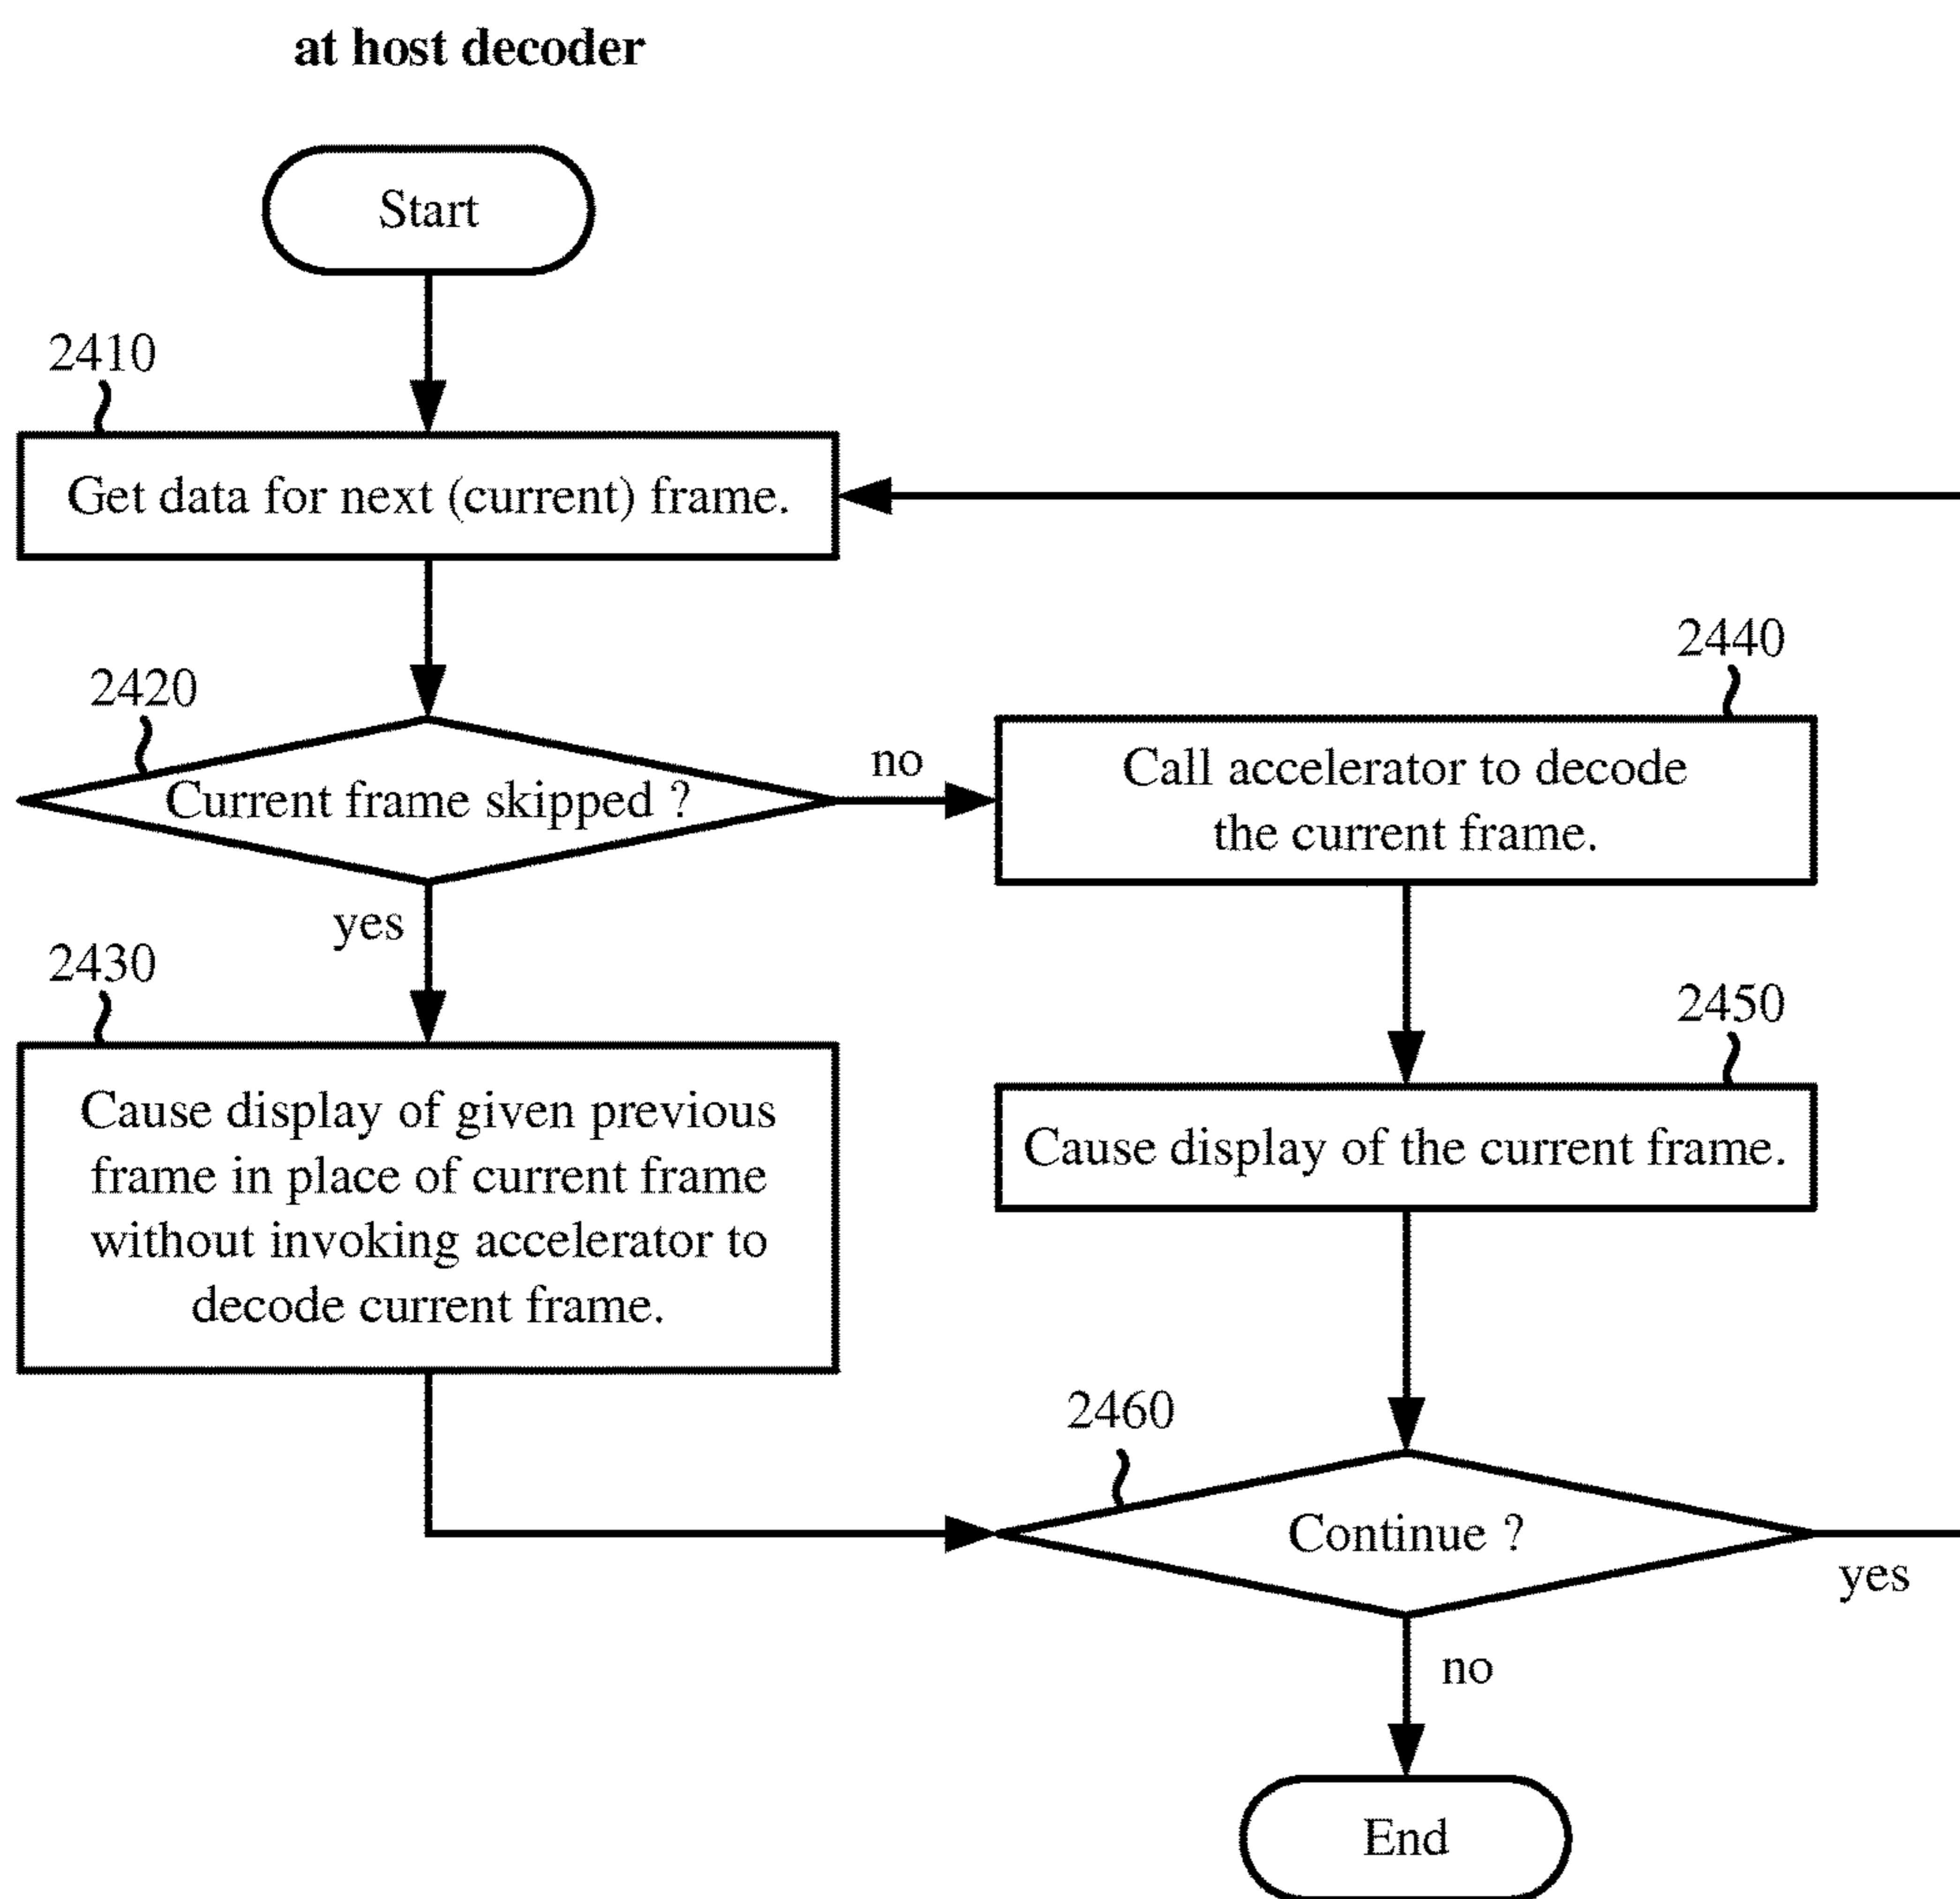 at host decoder
Start
2410
Get data for next (current) frame.
2420
Current frame skipped ?
no
yes
2440
Call accelerator to decode
the current frame.
2430
Cause display of given previous
frame in place of current frame
without invoking accelerator to
decode current frame.
2450
Cause display of the current frame.
2460
Continue ?
yes
no
End